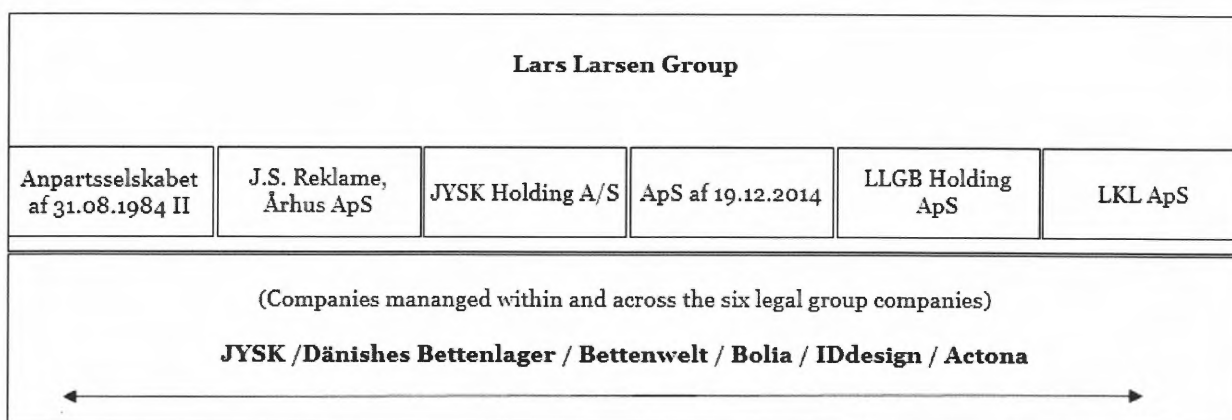 Lars Larsen Group
Anpartsselskabet
af 31.08.1984 II
J.S. Reklame,
Århus ApS
JYSK Holding A/S
ApS af 19.12.2014
LLGB Holding
ApS
LKL ApS
(Companies mananged within and across the six legal group companies)
JYSK /Dänishes Bettenlager / Bettenwelt / Bolia / IDdesign / Actona